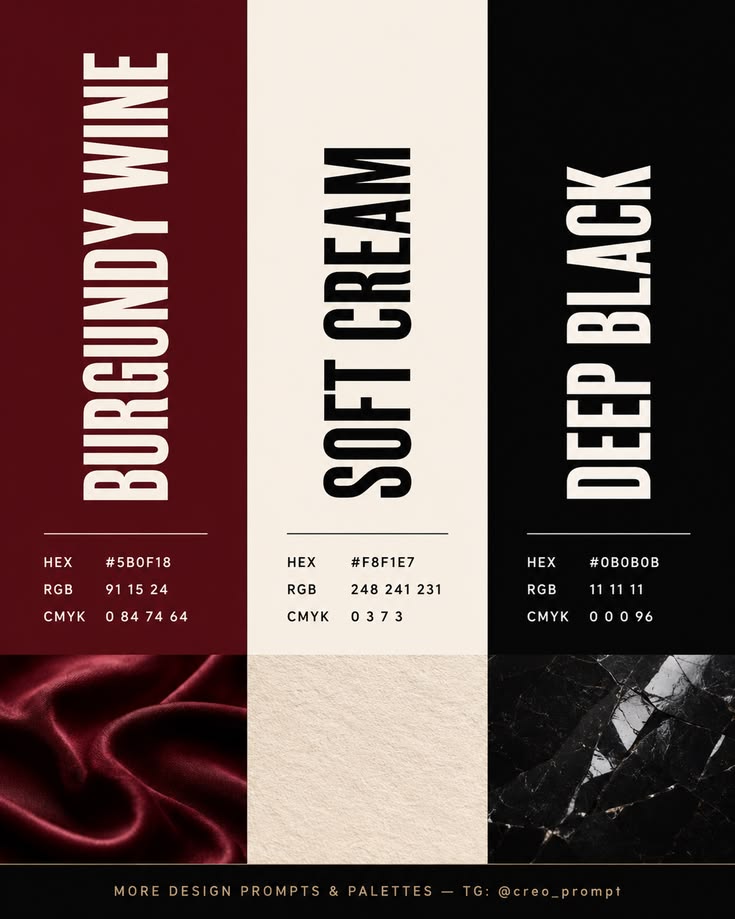 BURGUNDY WINE
HEX #5B0F18
RGB 91 15 24
CMYK 0 84 74 64
SOFT CREAM
HEX #F8F1E7
RGB 248 241 231
CMYK 0 3 7 3
DEEP BLACK
HEX #0B0B0B
RGB 11 11 11
CMYK 0 0 0 96
MORE DESIGN PROMPTS & PALETTES — TG: @creo_prompt